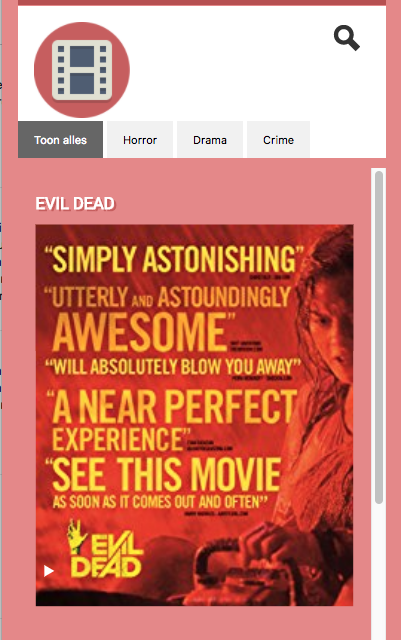 Toon alles Horror Drama Crime
EVIL DEAD
“SIMPLY ASTONISHING”
“UTTERLY AND ASTOUNDINGLY
AWESOME”
“WILL ABSOLUTELY BLOW YOU AWAY”
“A NEAR PERFECT
EXPERIENCE”
“SEE THIS MOVIE
AS SOON AS IT COMES OUT AND OFTEN”
EVIL
DEAD